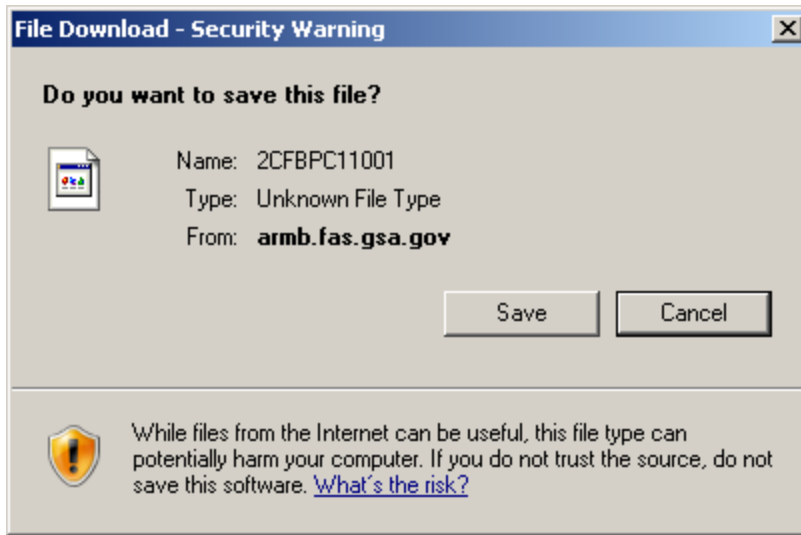 File Download - Security Warning
Do you want to save this file?
Name: 2CFBPC11001
Type: Unknown File Type
From: armb.fas.gsa.gov
Save Cancel
While files from the Internet can be useful, this file type can
potentially harm your computer. If you do not trust the source, do not
save this software. What's the risk?